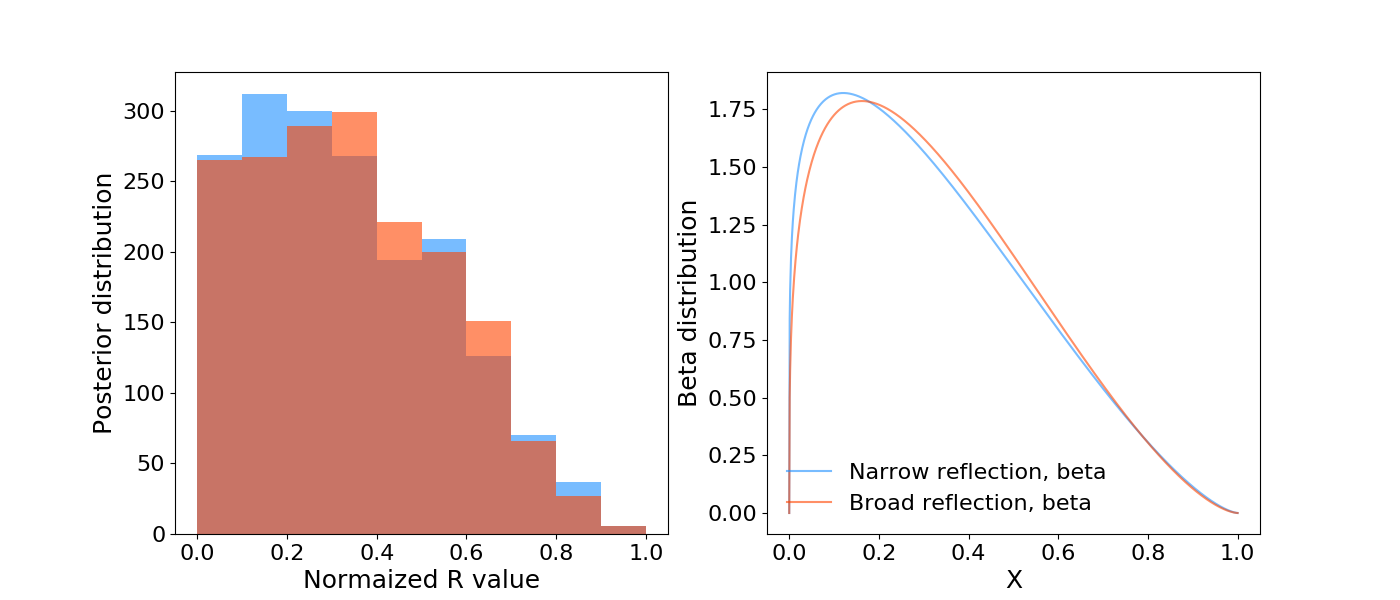 Posterior distribution
300
250
200
150
100
50
0
0.0 0.2 0.4 0.6 0.8 1.0
Normaized R value
Beta distribution
1.75
1.50
1.25
1.00
0.75
0.50
0.25
0.00
Narrow reflection, beta
Broad reflection, beta
0.0 0.2 0.4 0.6 0.8 1.0
X